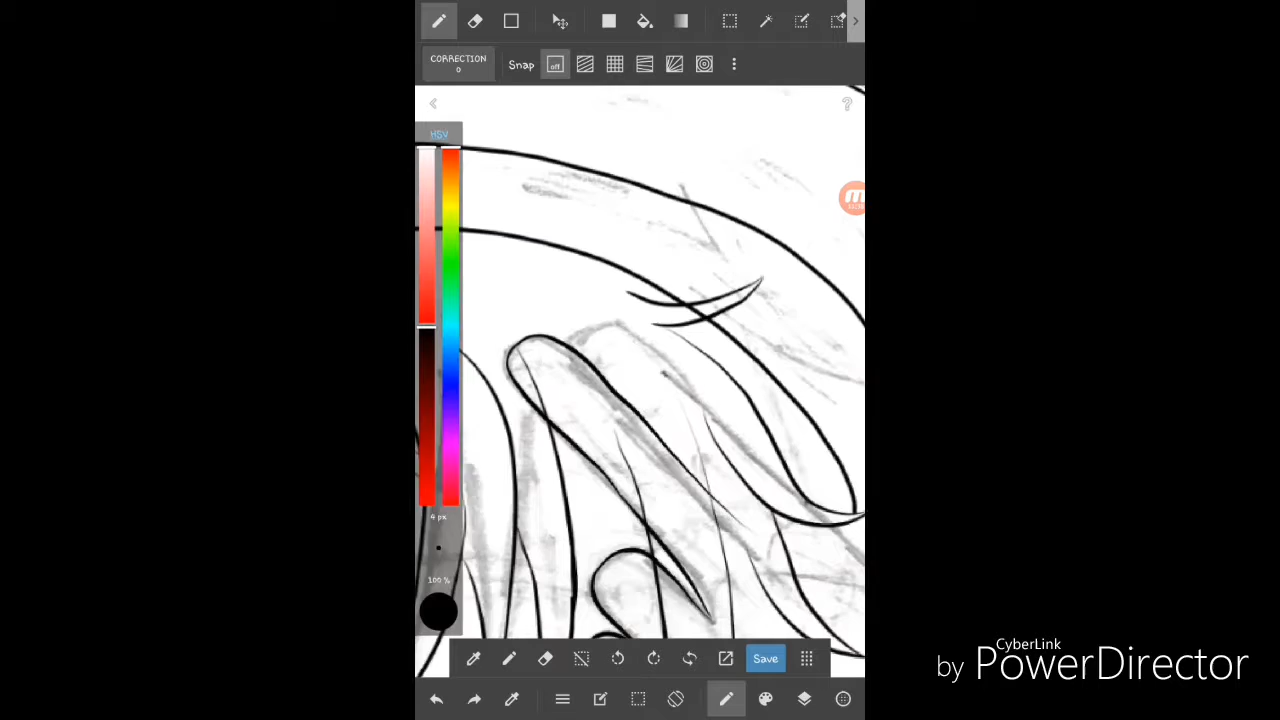 CORRECTION
0
Snap
off
HSV
4 px
100 %
Save
CyberLink
by PowerDirector